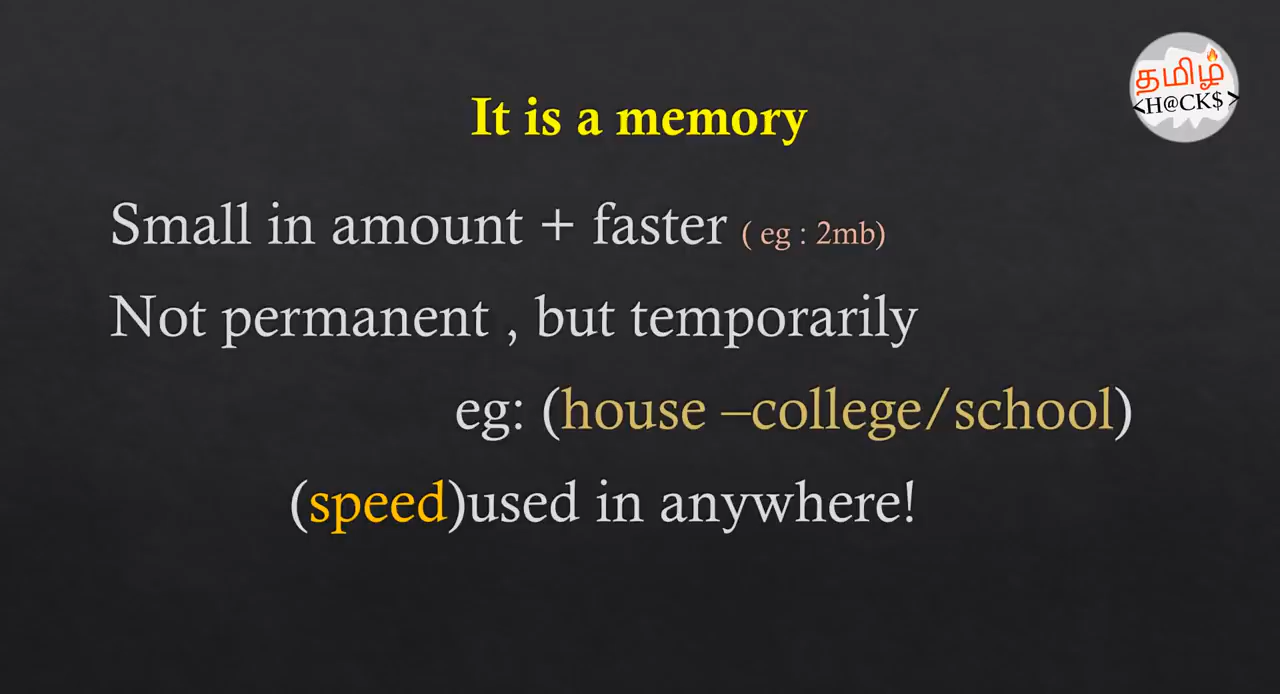 தமிழ்
<H@CK$>
It is a memory
Small in amount + faster ( eg : 2mb)
Not permanent , but temporarily
eg: (house –college/school)
(speed)used in anywhere!